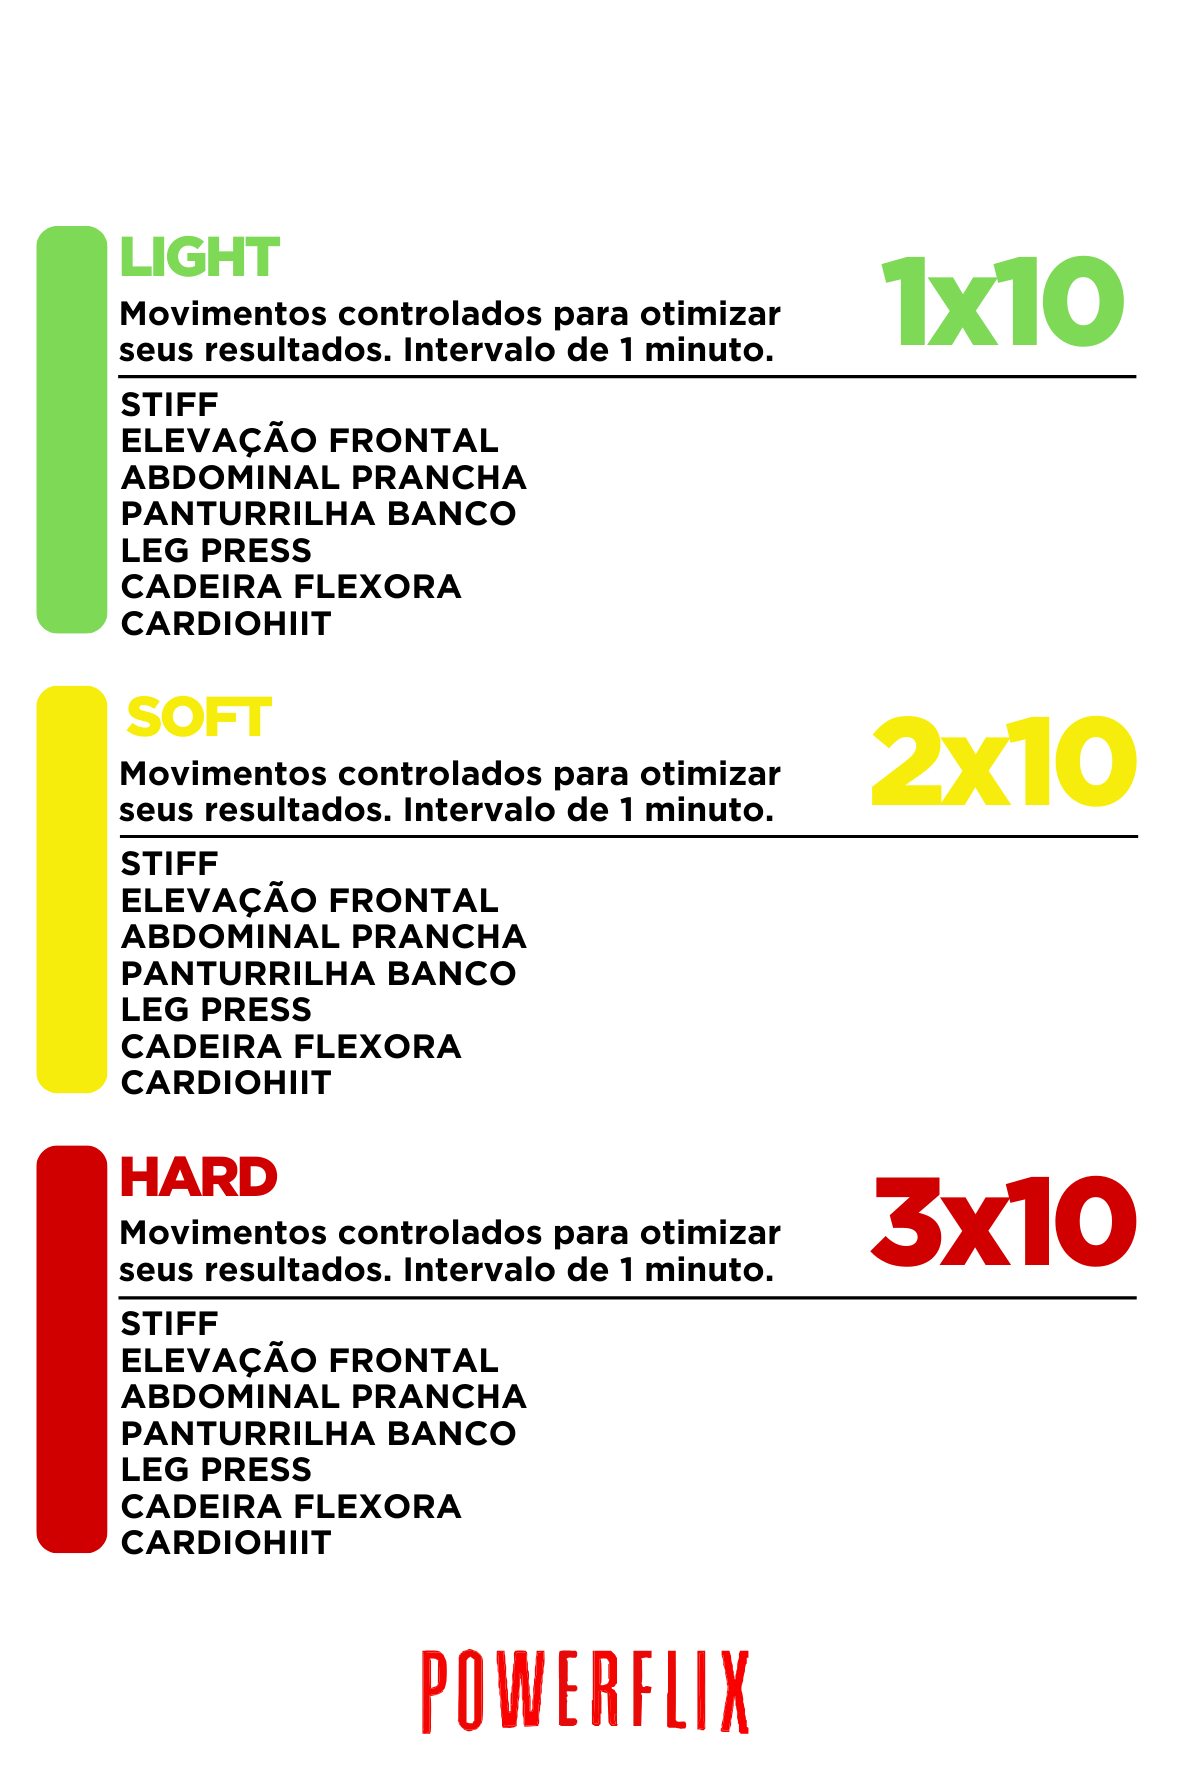 LIGHT
1x10
Movimentos controlados para otimizar
seus resultados. Intervalo de 1 minuto.
STIFF
ELEVAÇÃO FRONTAL
ABDOMINAL PRANCHA
PANTURRILHA BANCO
LEG PRESS
CADEIRA FLEXORA
CARDIOHIIT
SOFT
2x10
Movimentos controlados para otimizar
seus resultados. Intervalo de 1 minuto.
STIFF
ELEVAÇÃO FRONTAL
ABDOMINAL PRANCHA
PANTURRILHA BANCO
LEG PRESS
CADEIRA FLEXORA
CARDIOHIIT
HARD
3x10
Movimentos controlados para otimizar
seus resultados. Intervalo de 1 minuto.
STIFF
ELEVAÇÃO FRONTAL
ABDOMINAL PRANCHA
PANTURRILHA BANCO
LEG PRESS
CADEIRA FLEXORA
CARDIOHIIT
POWERFLIX